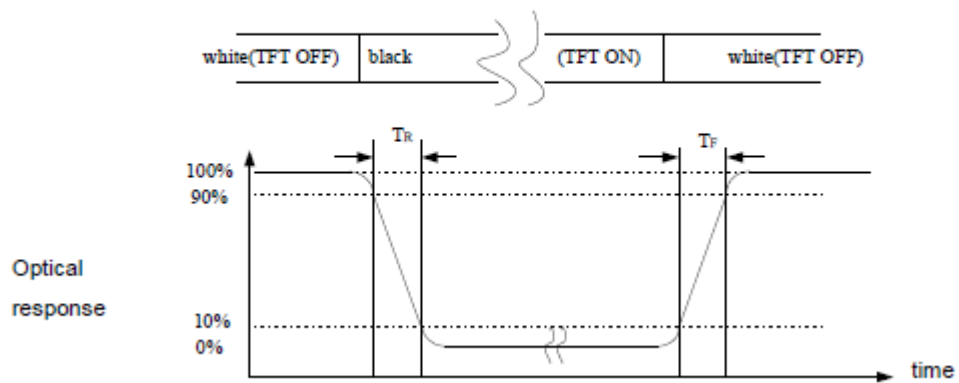 white(TFT OFF) black (TFT ON) white(TFT OFF)
TR TF
100%
90%
Optical
response
10%
0%
time